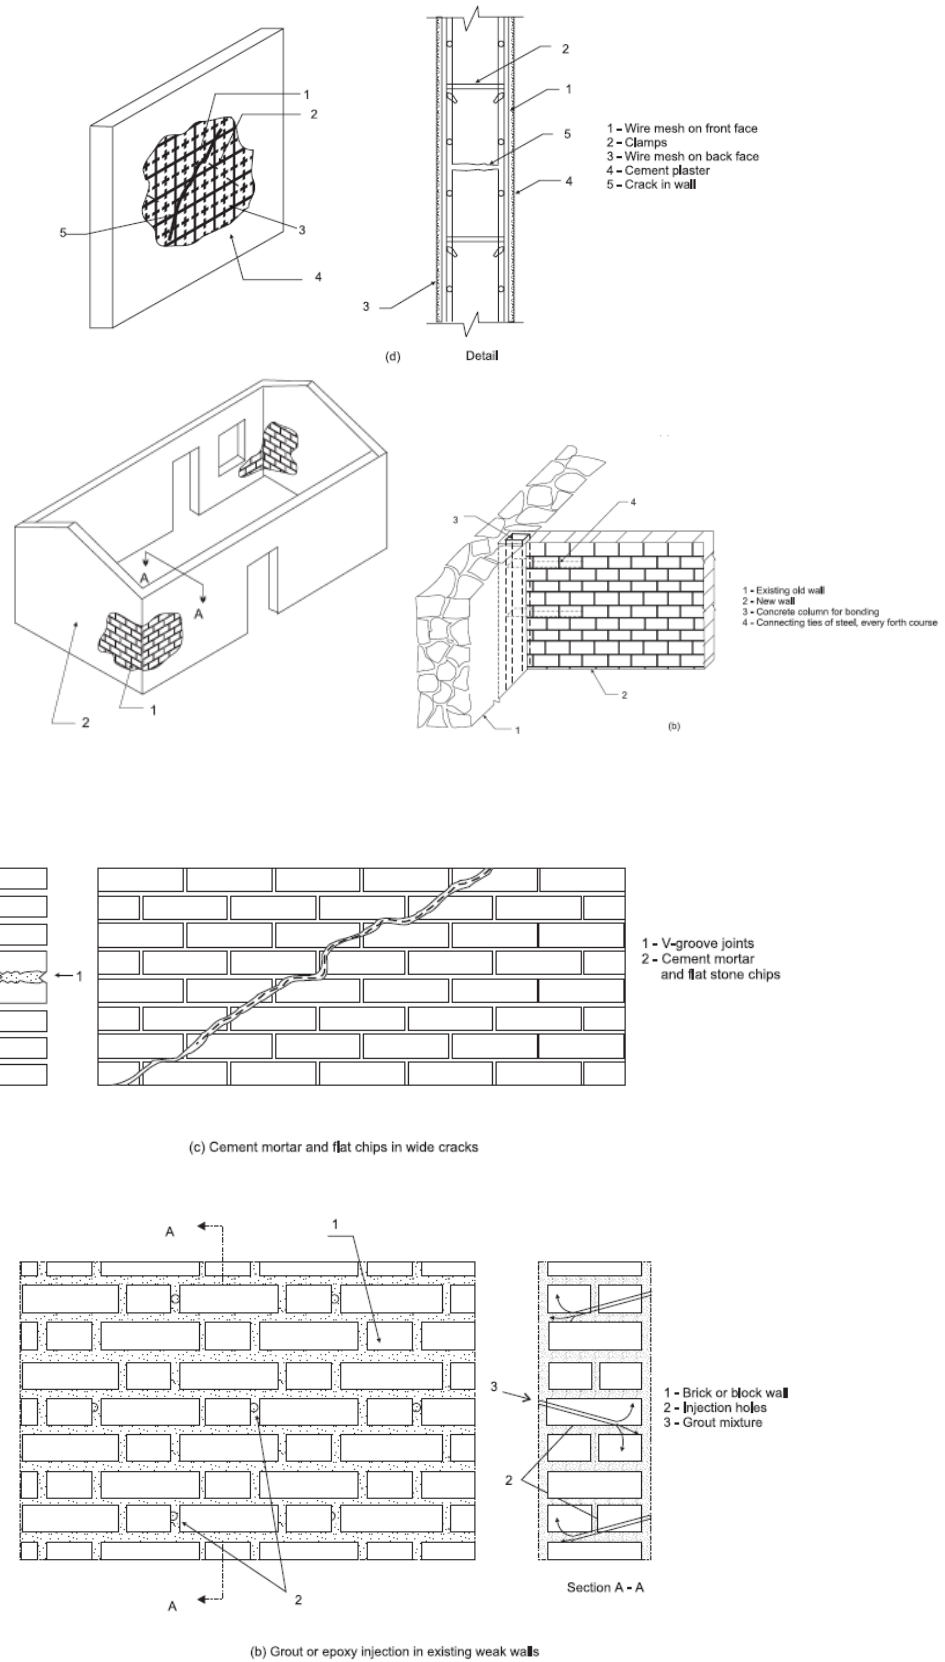 1
2
3
4
5
2
1
5
4
3
1 - Wire mesh on front face
2 - Clamps
3 - Wire mesh on back face
4 - Cement plaster
5 - Crack in wall
(d)
Detail
A
A
1
2
3
4
1
2
1 - Existing old wall
2 - New wall
3 - Concrete column for bonding
4 - Connecting ties of steel, every forth course
(b)
1
1 - V-groove joints
2 - Cement mortar
and flat stone chips
(c) Cement mortar and flat chips in wide cracks
A
1
3
2
1 - Brick or block wall
2 - Injection holes
3 - Grout mixture
A
2
Section A - A
(b) Grout or epoxy injection in existing weak walls